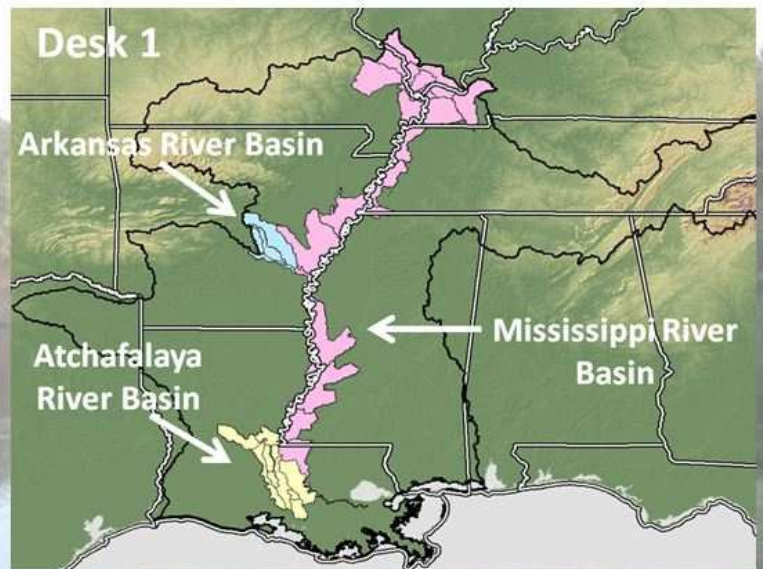 Desk 1
Arkansas River Basin
Mississippi River
Basin
Atchafalaya
River Basin